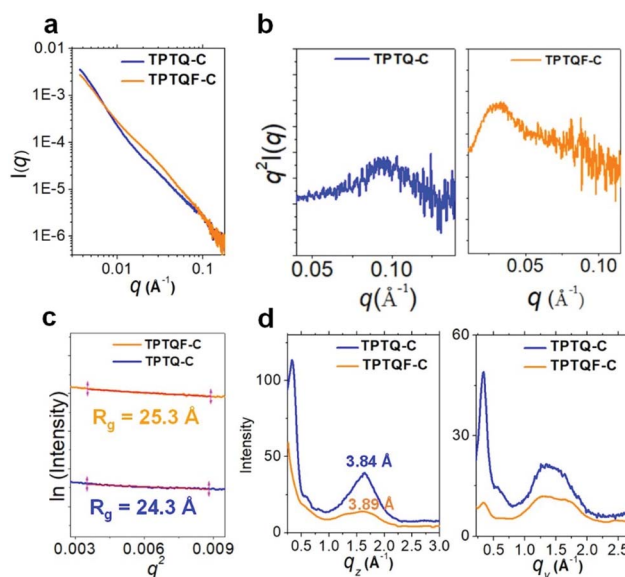 a
0.01
1E-3
1E-4
1E-5
1E-6
I(q)
TPTQ-C
TPTQF-C
0.01
0.1
q (Å⁻¹)
b
q²I(q)
TPTQ-C
0.05
0.10
q(Å⁻¹)
TPTQF-C
0.05
0.10
q (Å⁻¹)
c
ln (Intensity)
TPTQF-C
TPTQ-C
Rg = 25.3 Å
Rg = 24.3 Å
0.003
0.006
0.009
q²
d
Intensity
100
50
0
TPTQ-C
TPTQF-C
3.84 Å
3.89 Å
0.5
1.0
1.5
2.0
2.5
3.0
qz
60
30
0
TPTQ-C
TPTQF-C
0.5
1.0
1.5
2.0
2.5
qy